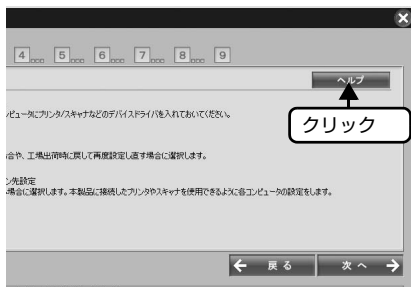 4 5 6 7 8 9
ヘルプ
クリック
ピュータにプリンタ/スキャナなどのデバイスドライバを入れておいてください。
合や、工場出荷時に戻して再度設定し直す場合に選択します。
ン先設定
場合に選択します。本製品に接続したプリンタやスキャナを使用できるように各コンピュータの設定をします。
戻る 次へ